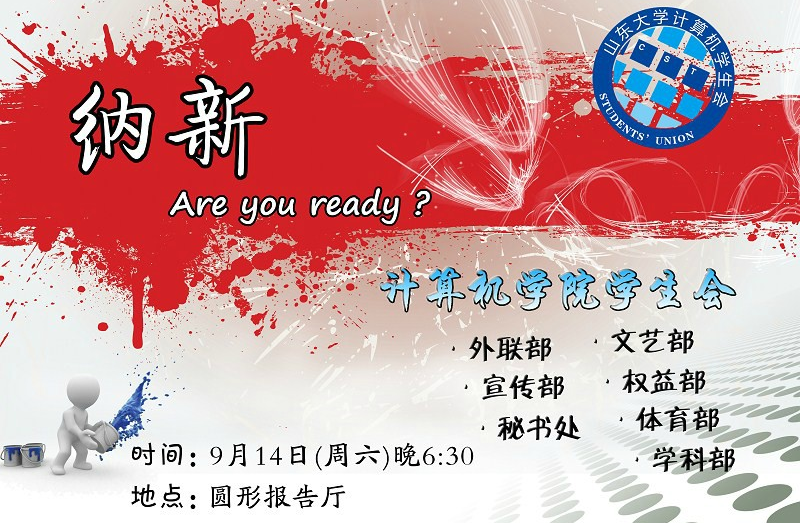 山东大学计算机学生会
CST
STUDENTS' UNION
纳新
Are you ready ?
计算机学院学生会
·外联部
·文艺部
·宣传部
·权益部
·秘书处
·体育部
·学科部
时间: 9月14日(周六)晚6:30
地点: 圆形报告厅